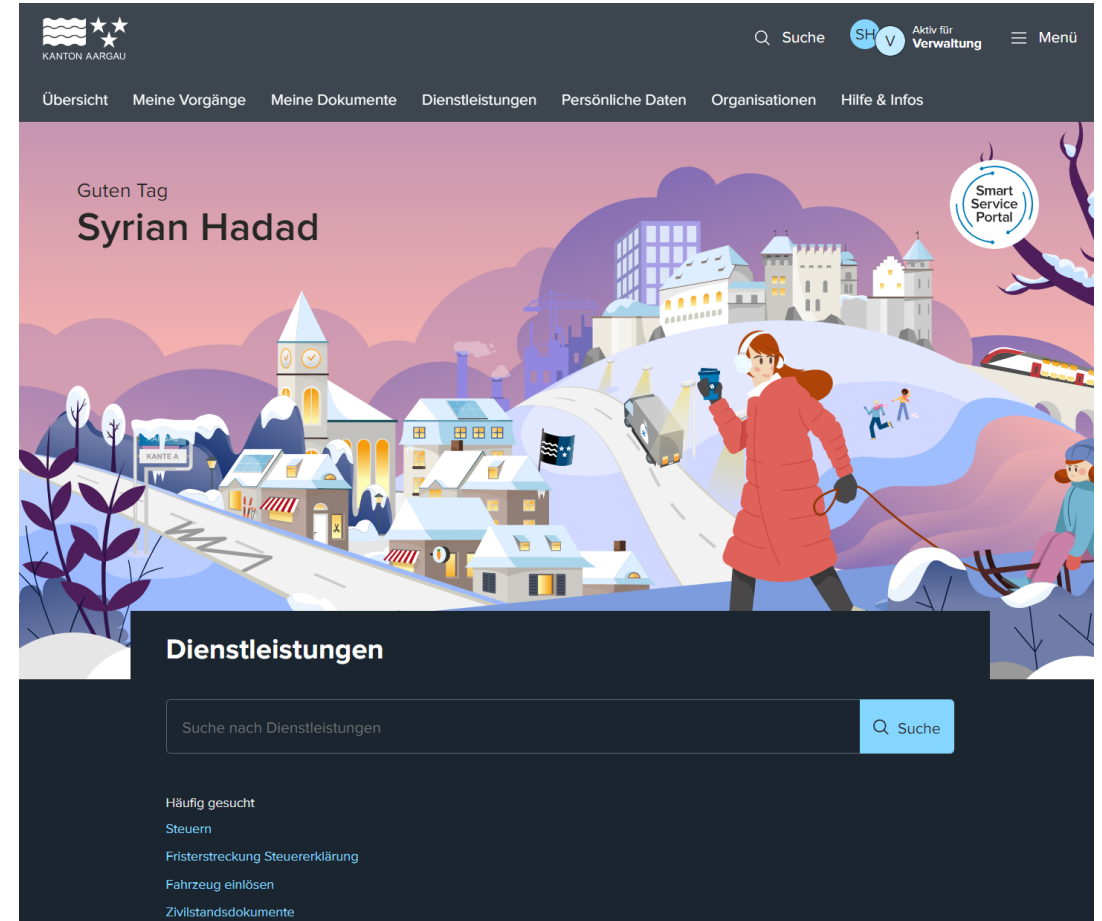 KANTON AARGAU
Suche
SH
V
Aktiv für
Verwaltung
Menü
Übersicht Meine Vorgänge Meine Dokumente Dienstleistungen Persönliche Daten Organisationen Hilfe & Infos
Guten Tag
Syrian Hadad
Smart
Service
Portal
KANTE A
Dienstleistungen
Suche nach Dienstleistungen
Suche
Häufig gesucht
Steuern
Fristerstreckung Steuererklärung
Fahrzeug einlösen
Zivilstandsdokumente